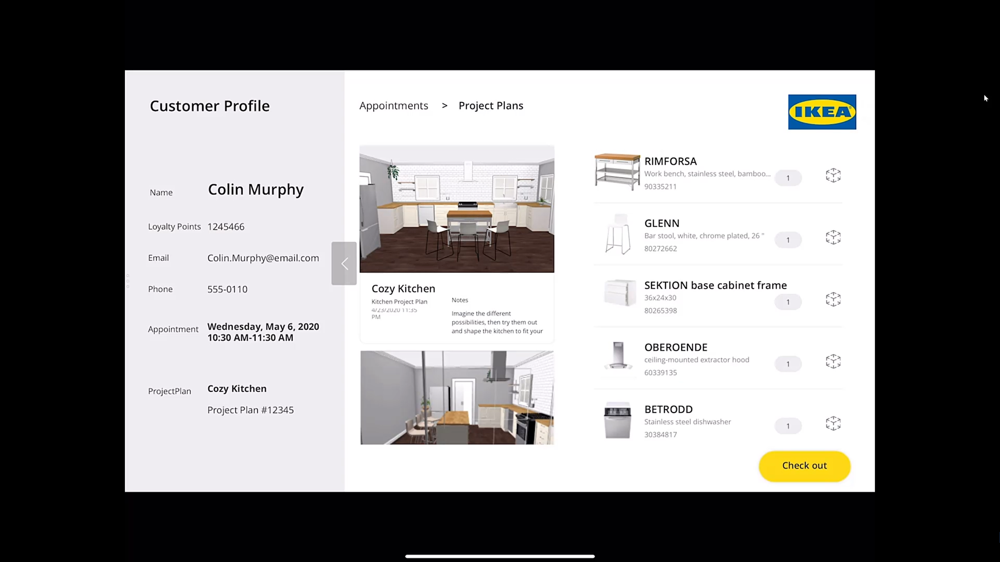 Customer Profile
Name Colin Murphy
Loyalty Points 1245466
Email Colin.Murphy@email.com
Phone 555-0110
Appointment Wednesday, May 6, 2020
10:30 AM-11:30 AM
ProjectPlan Cozy Kitchen
Project Plan #12345
Appointments > Project Plans
IKEA
Cozy Kitchen
Kitchen Project Plan
4/23/2020 11:35
PM
Notes
Imagine the different
possibilities, then try them out
and shape the kitchen to fit your
RIMFORSA
Work bench, stainless steel, bamboo...
90335211
1
GLENN
Bar stool, white, chrome plated, 26 "
80272662
1
SEKTION base cabinet frame
36x24x30
80265398
1
OBEROENDE
ceiling-mounted extractor hood
60339135
1
BETRODD
Stainless steel dishwasher
30384817
1
Check out